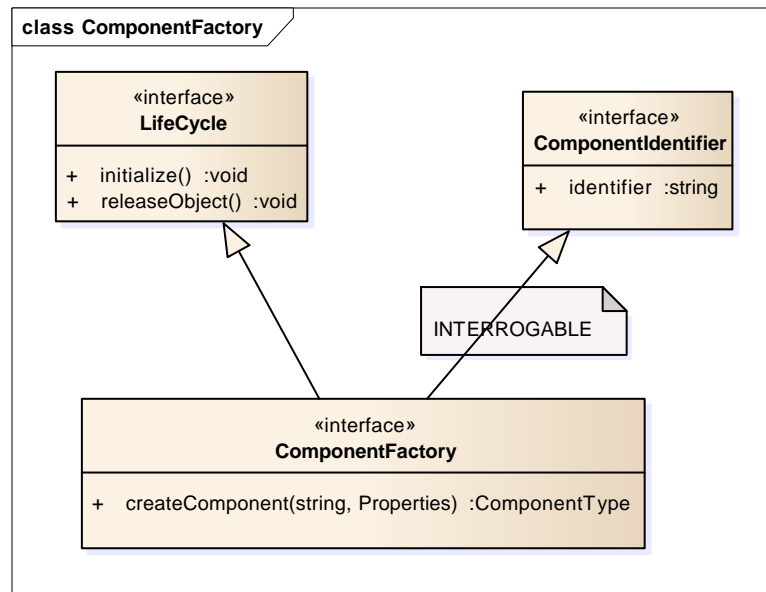 class ComponentFactory
«interface»
LifeCycle
+ initialize() :void
+ releaseObject() :void
«interface»
ComponentIdentifier
+ identifier :string
INTERROGABLE
«interface»
ComponentFactory
+ createComponent(string, Properties) :ComponentType